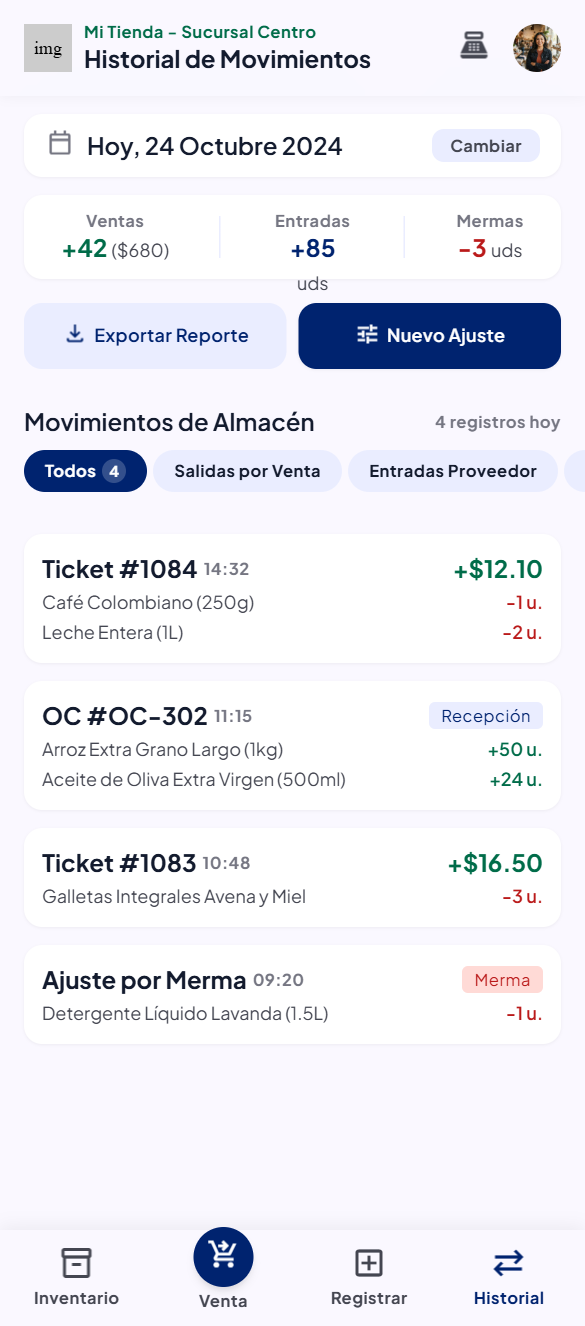 img
Mi Tienda - Sucursal Centro
Historial de Movimientos
Hoy, 24 Octubre 2024
Cambiar
Ventas
+42 ($680)
Entradas
+85
uds
Mermas
-3 uds
Exportar Reporte
Nuevo Ajuste
Movimientos de Almacén
4 registros hoy
Todos 4
Salidas por Venta
Entradas Proveedor
Ticket #1084 14:32
+$12.10
Café Colombiano (250g)
-1 u.
Leche Entera (1L)
-2 u.
OC #OC-302 11:15
Recepción
Arroz Extra Grano Largo (1kg)
+50 u.
Aceite de Oliva Extra Virgen (500ml)
+24 u.
Ticket #1083 10:48
+$16.50
Galletas Integrales Avena y Miel
-3 u.
Ajuste por Merma 09:20
Merma
Detergente Líquido Lavanda (1.5L)
-1 u.
Inventario
Venta
Registrar
Historial